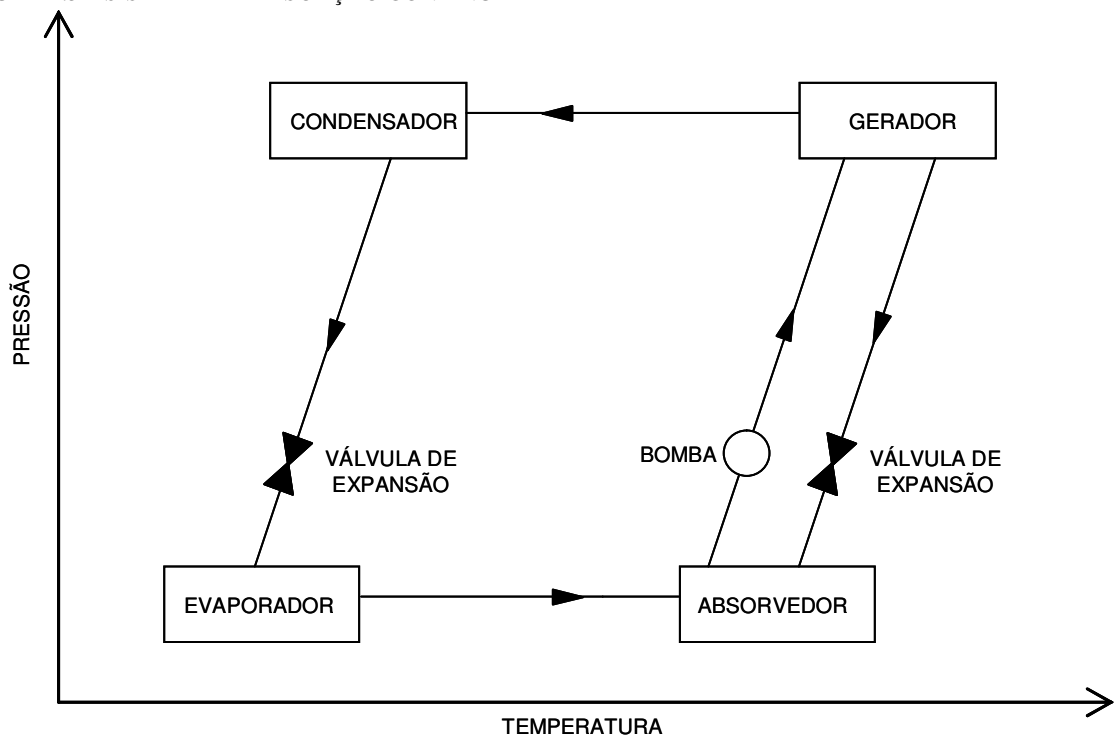 CONDENSADOR
GERADOR
PRESSÃO
VÁLVULA DE
EXPANSÃO
BOMBA
VÁLVULA DE
EXPANSÃO
EVAPORADOR
ABSORVEDOR
TEMPERATURA